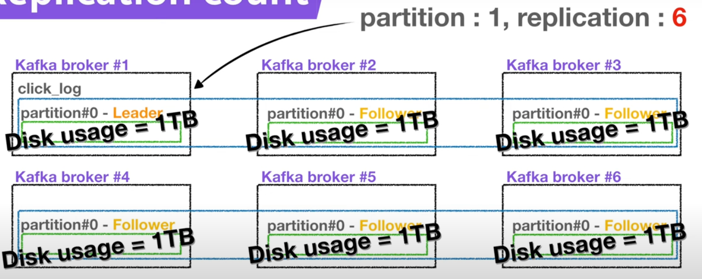 Replication count
partition : 1, replication : 6
Kafka broker #1
click_log
partition#0 - Leader
Disk usage = 1TB
Kafka broker #2
partition#0 - Follower
Disk usage = 1TB
Kafka broker #3
partition#0 - Follower
Disk usage = 1TB
Kafka broker #4
partition#0 - Follower
Disk usage = 1TB
Kafka broker #5
partition#0 - Follower
Disk usage = 1TB
Kafka broker #6
partition#0 - Follower
Disk usage = 1TB